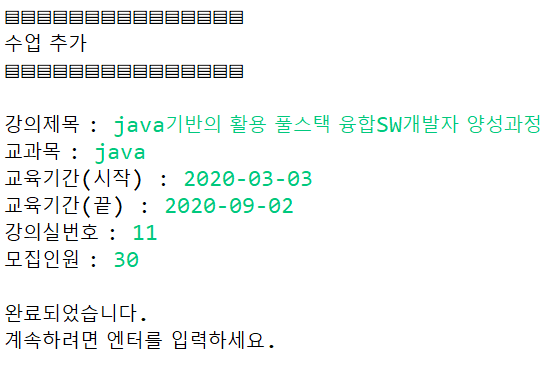 ▤▤▤▤▤▤▤▤▤▤▤▤▤▤▤
수업 추가
▤▤▤▤▤▤▤▤▤▤▤▤▤▤▤
강의제목 : java기반의 활용 풀스택 융합SW개발자 양성과정
교과목 : java
교육기간(시작) : 2020-03-03
교육기간(끝) : 2020-09-02
강의실번호 : 11
모집인원 : 30
완료되었습니다.
계속하려면 엔터를 입력하세요.